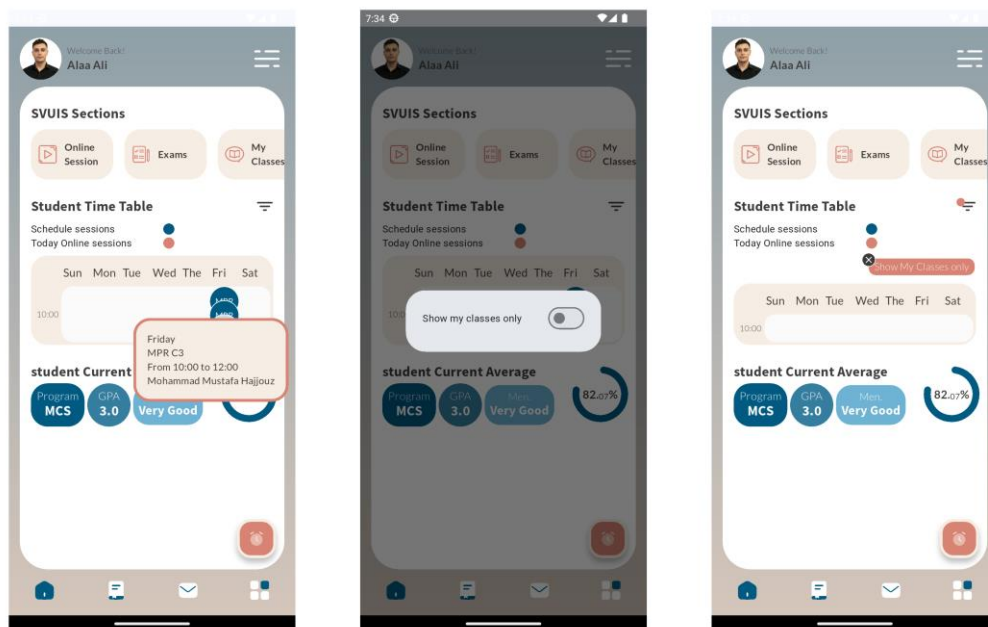 Welcome Back!
Alaa Ali
SVUIS Sections
Online Session
Exams
My Classes
Student Time Table
Schedule sessions
Today Online sessions
Sun Mon Tue Wed The Fri Sat
MPR
10:00
MPR
Friday
MPR C3
From 10:00 to 12:00
Mohammad Mustafa Hajjouz
student Current
Program
MCS
GPA
3.0
Very Good
7:34
Welcome Back!
Alaa Ali
SVUIS Sections
Online Session
Exams
My Classes
Student Time Table
Schedule sessions
Today Online sessions
Sun Mon Tue Wed The Fri Sat
Show my classes only
student Current Average
Program
MCS
GPA
3.0
Men.
Very Good
82.07%
Welcome Back!
Alaa Ali
SVUIS Sections
Online Session
Exams
My Classes
Student Time Table
Schedule sessions
Today Online sessions
Show My Classes only
Sun Mon Tue Wed The Fri Sat
10:00
student Current Average
Program
MCS
GPA
3.0
Men.
Very Good
82.07%